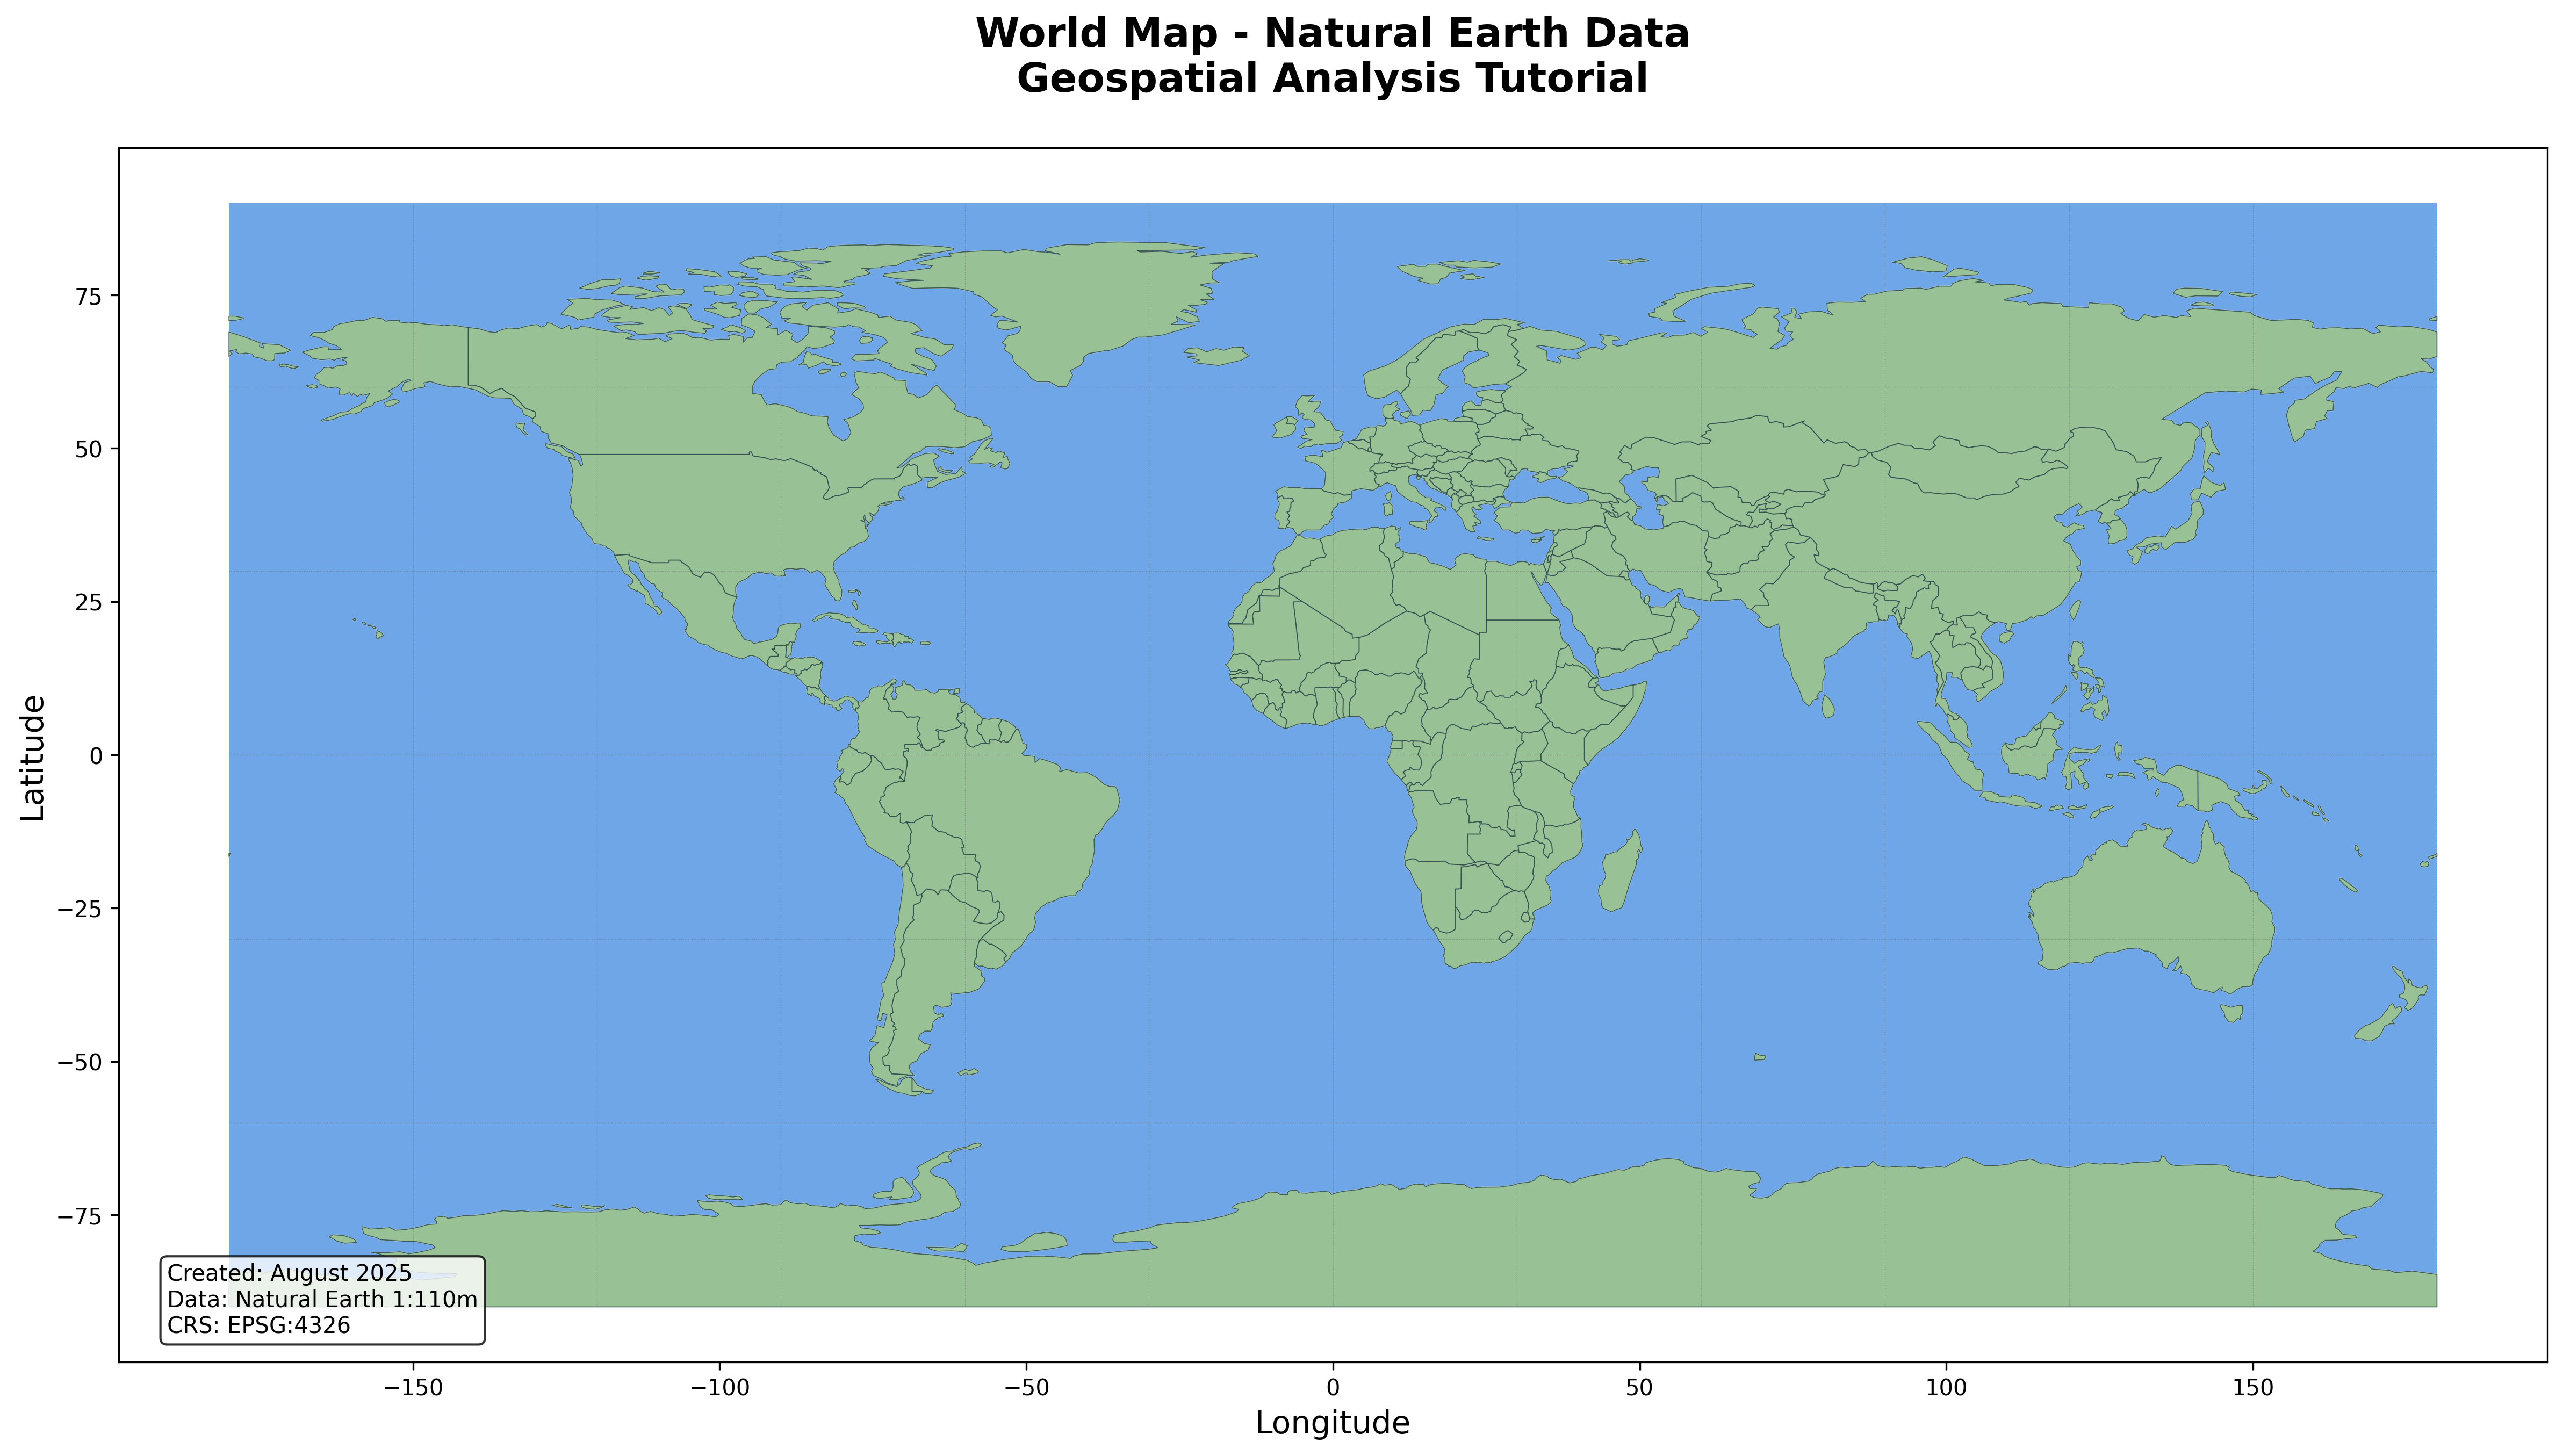 World Map - Natural Earth Data
Geospatial Analysis Tutorial
Latitude
75
50
25
0
−25
−50
−75
Created: August 2025
Data: Natural Earth 1:110m
CRS: EPSG:4326
−150 −100 −50 0 50 100 150
Longitude